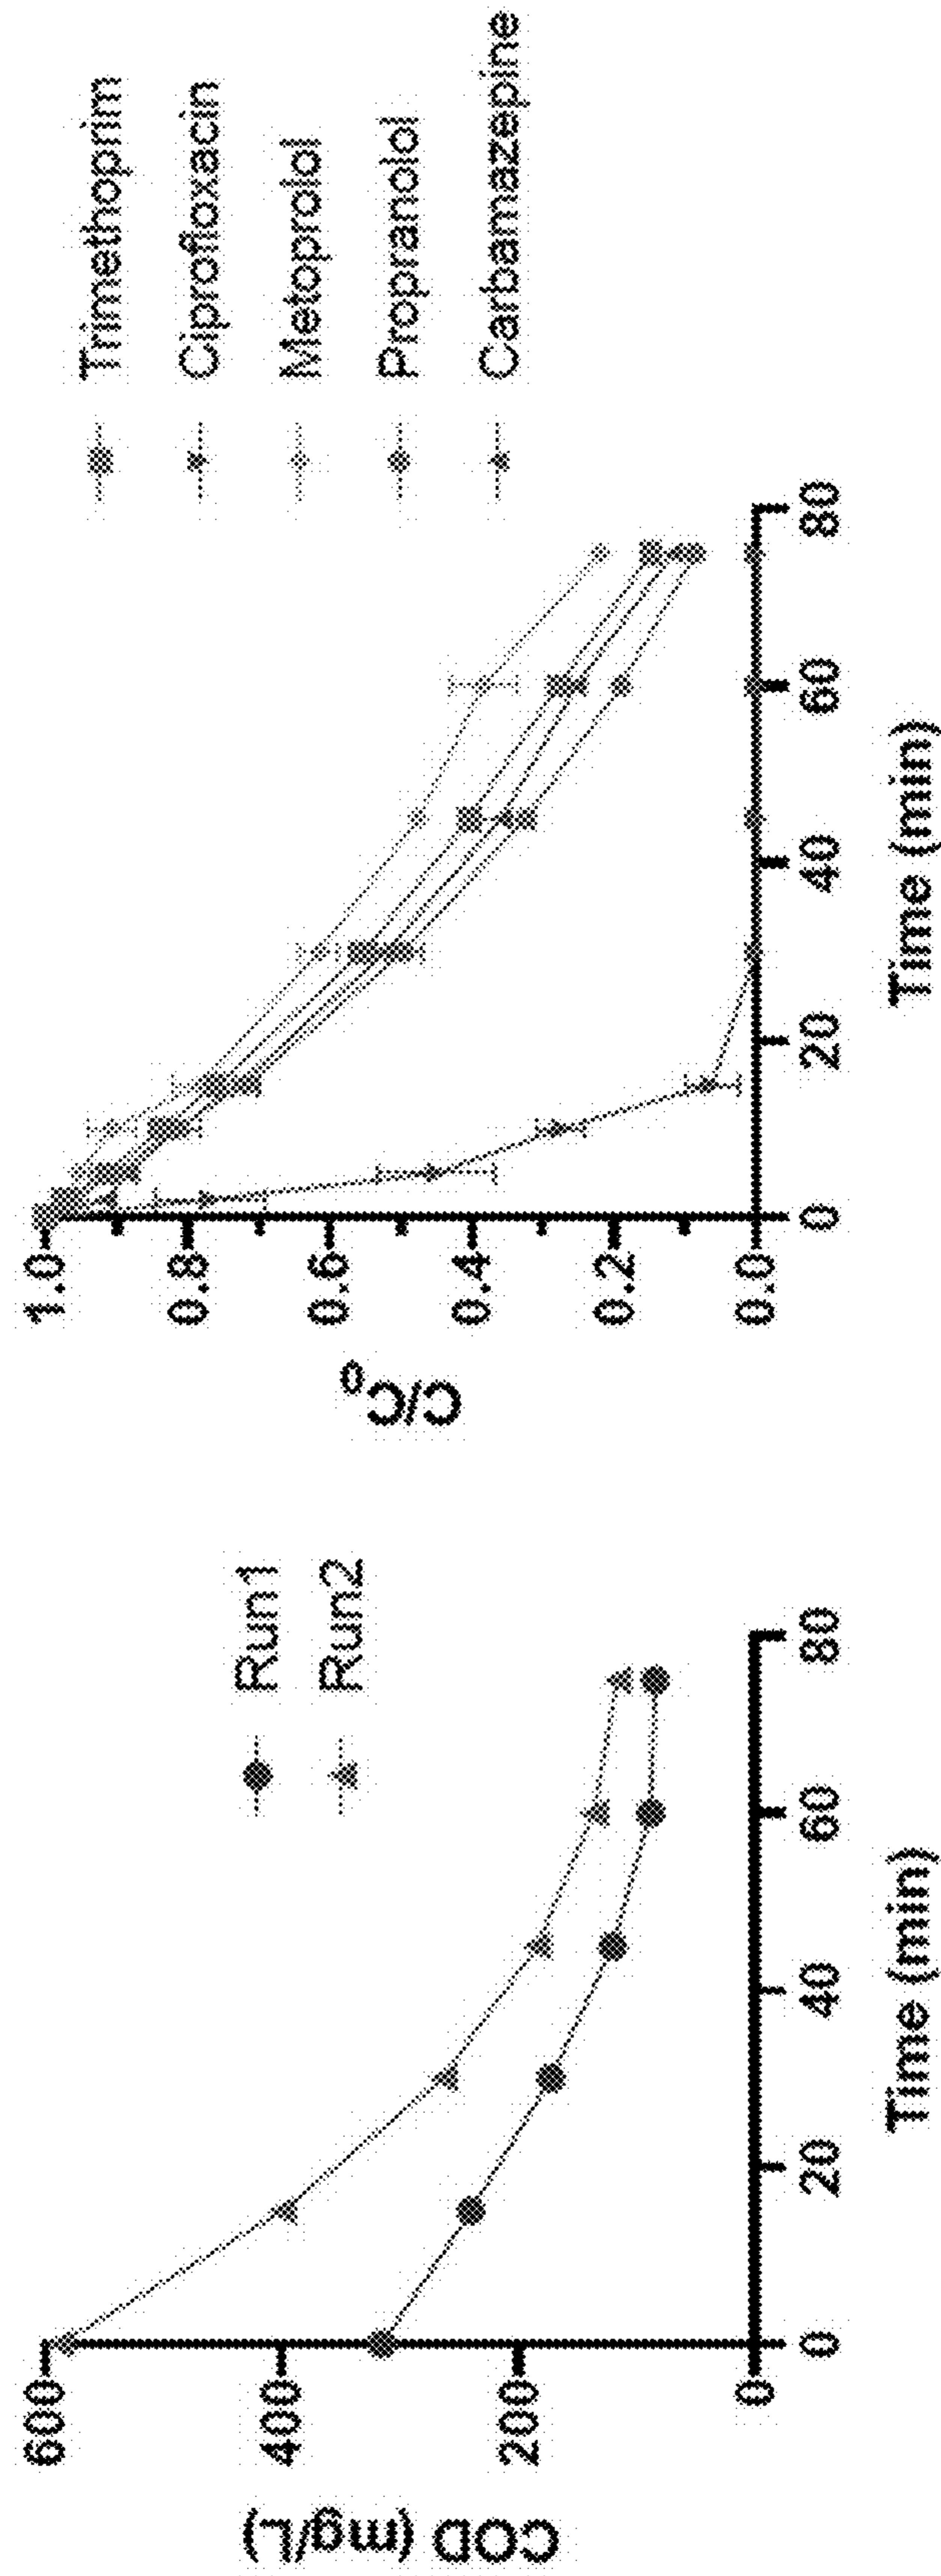 COD (mg/L)
600
400
200
0
0
20
40
60
80
Time (min)
Run1
Run2
C/C₀
1.0
0.8
0.6
0.4
0.2
0.0
0
20
40
60
80
Time (min)
Trimethoprim
Ciprofloxacin
Metoprolol
Propranolol
Carbamazepine